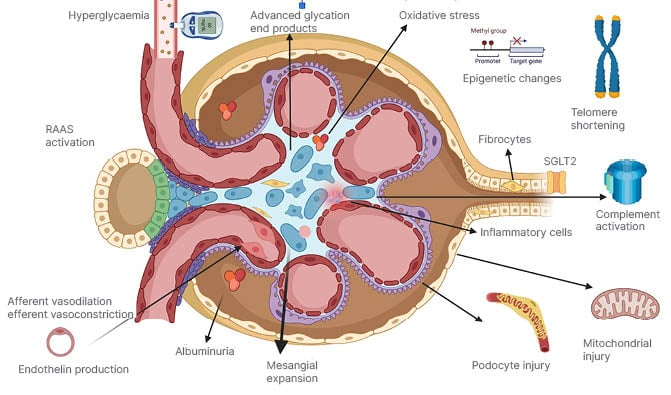 Hyperglycaemia
Advanced glycation
end products
Oxidative stress
Methyl group
Promoter
Target gene
Epigenetic changes
Telomere
shortening
RAAS
activation
Fibrocytes
SGLT2
Complement
activation
Inflammatory cells
Afferent vasodilation
efferent vasoconstriction
Endothelin production
Albuminuria
Mesangial
expansion
Podocyte injury
Mitochondrial
injury